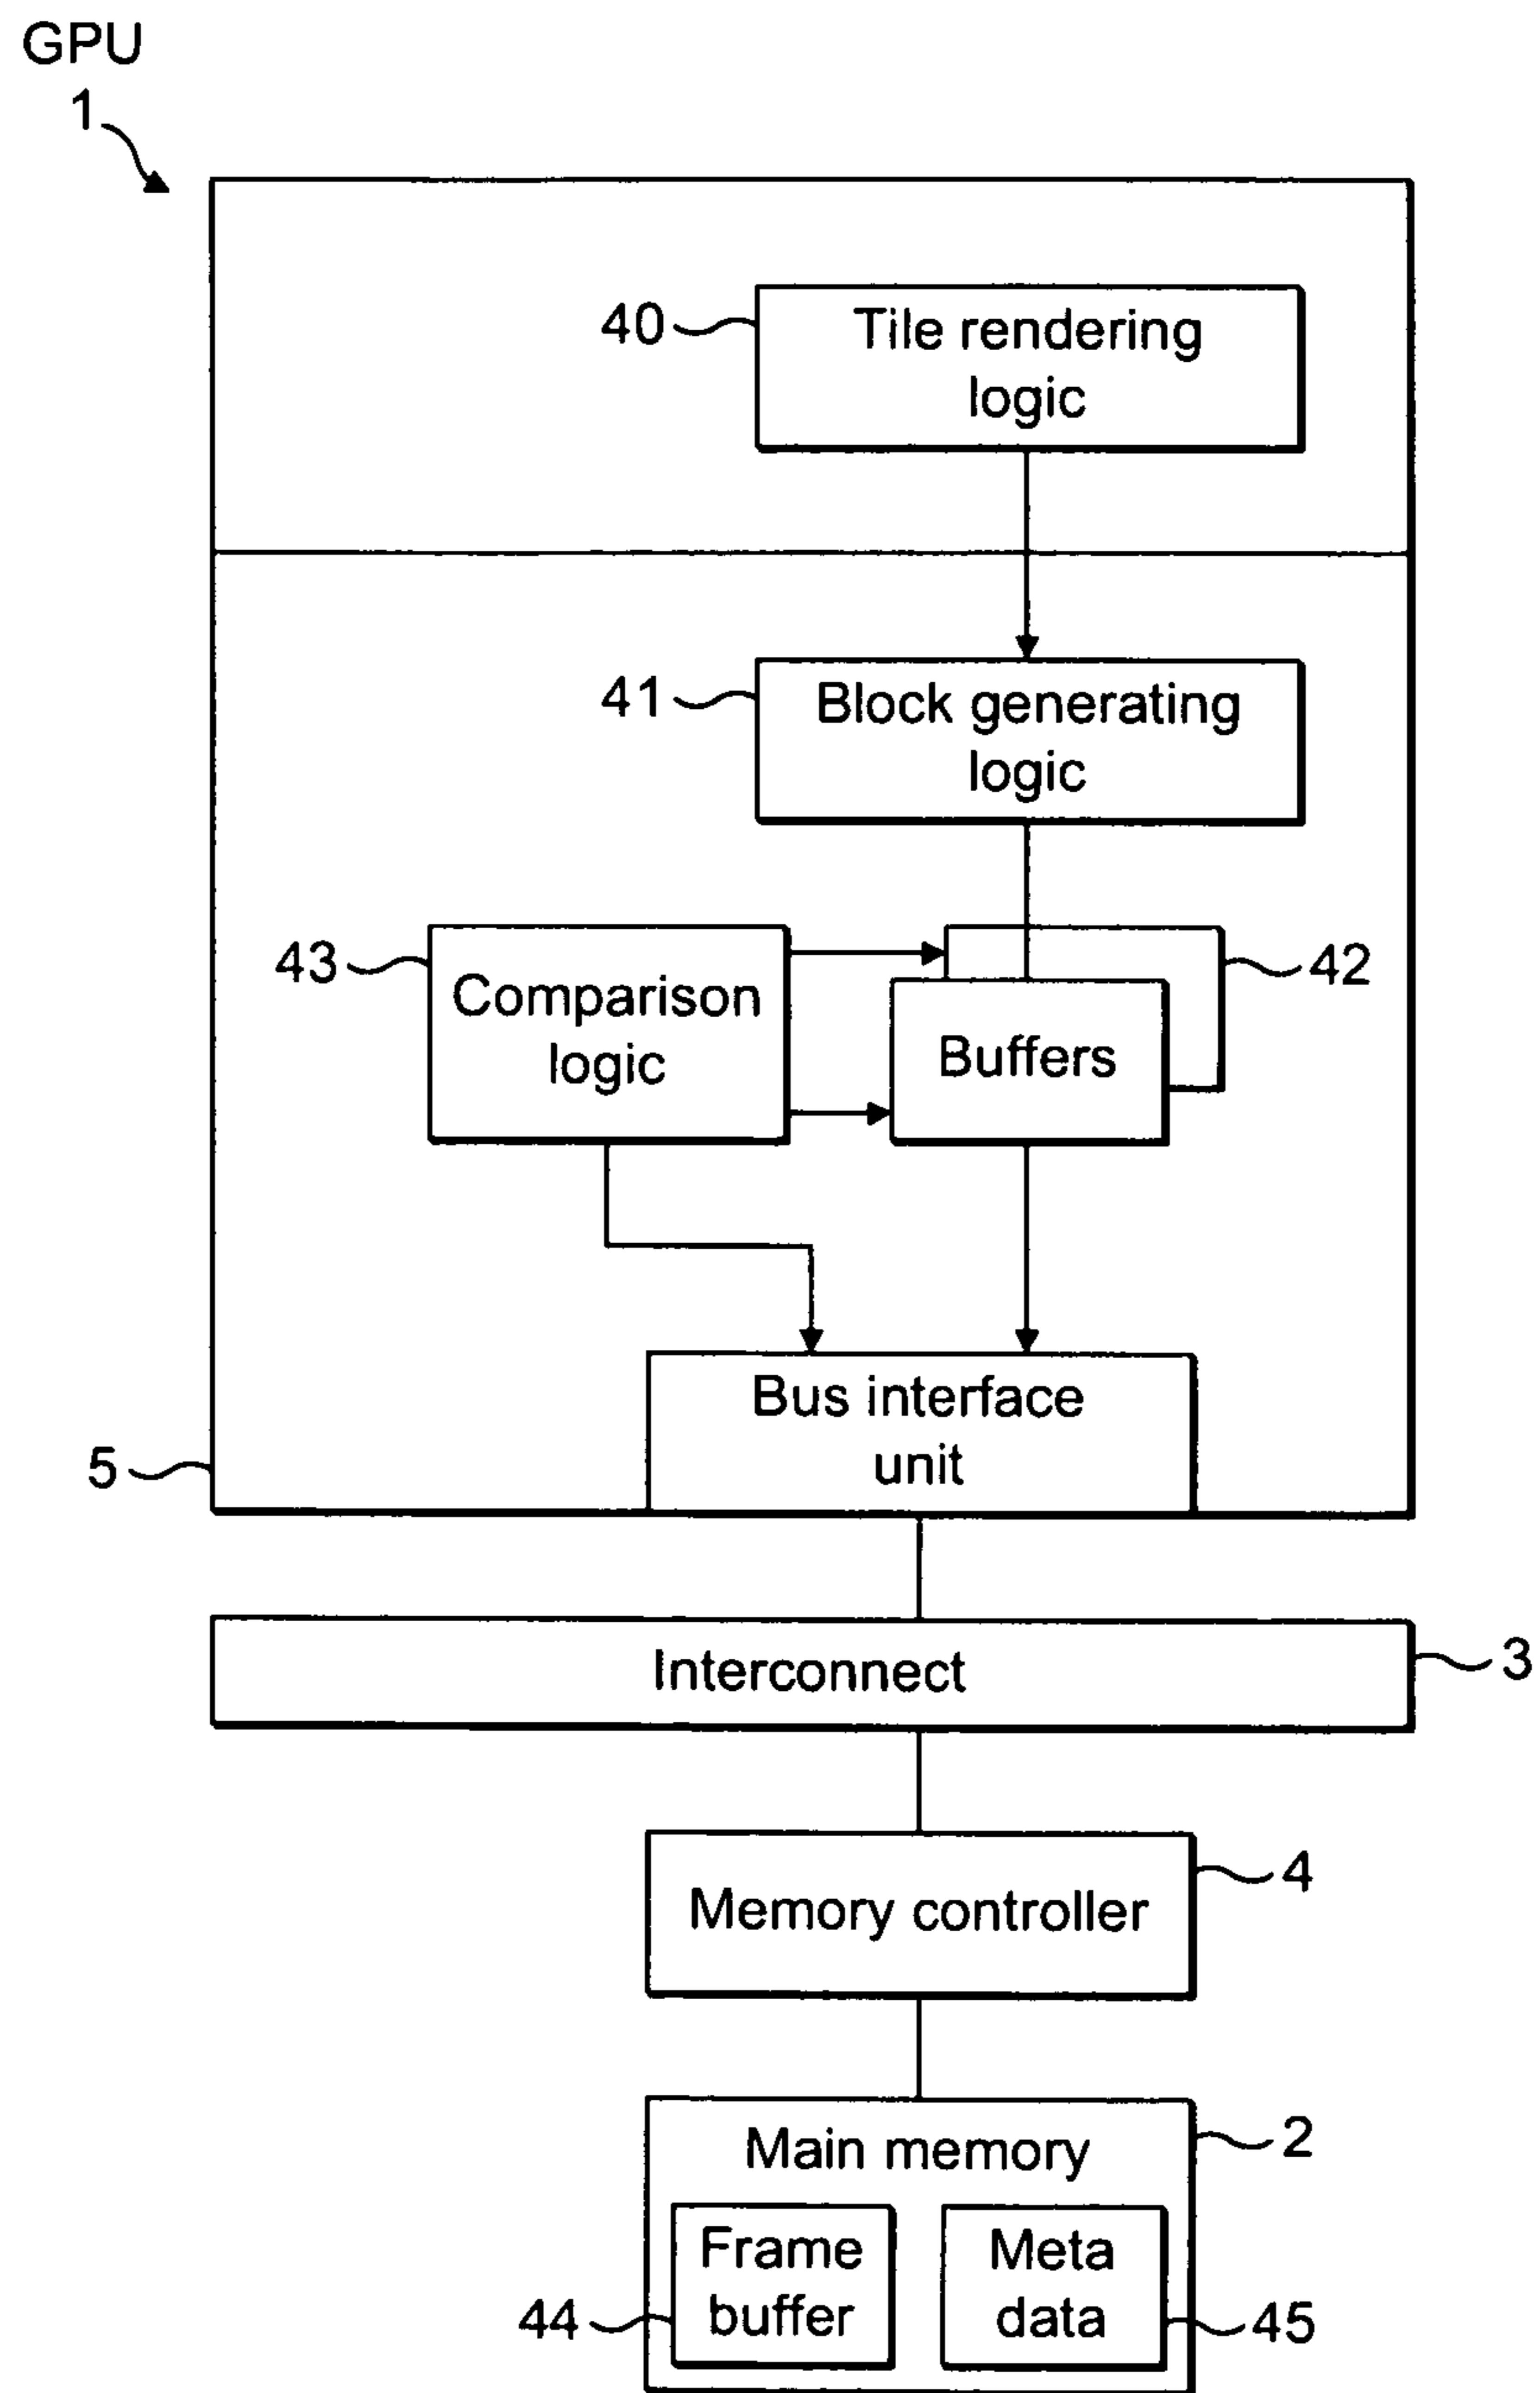 GPU
1
40
Tile rendering
logic
41
Block generating
logic
43
Comparison
logic
Buffers
42
Bus interface
unit
5
Interconnect
3
Memory controller
4
Main memory
2
Frame
buffer
44
Meta
data
45